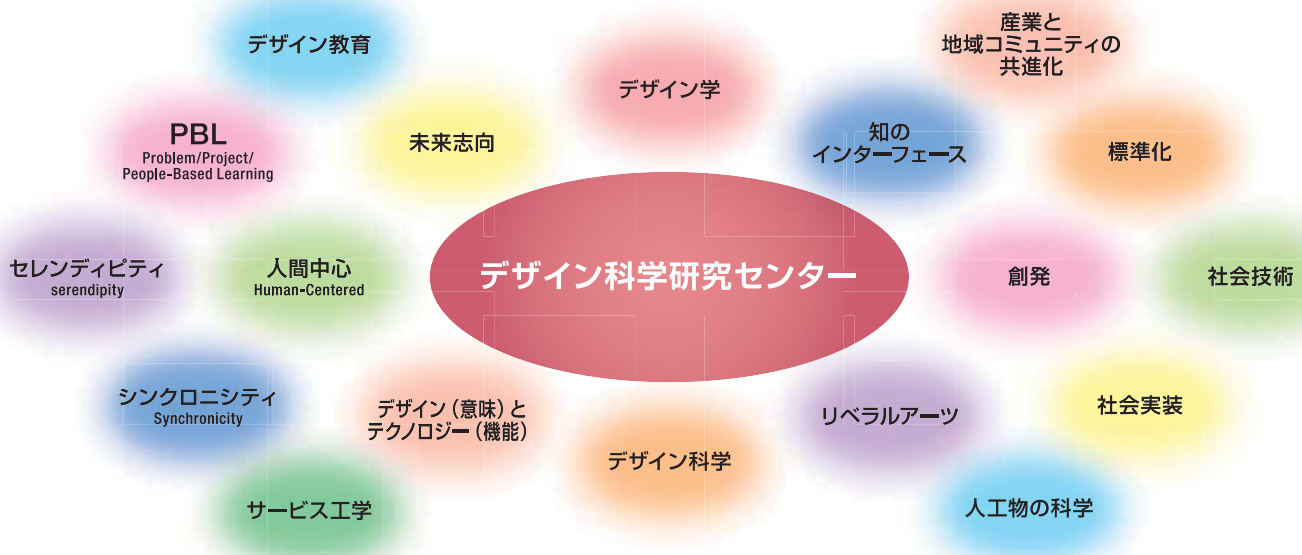 デザイン教育
産業と
地域コミュニティの
共進化
デザイン学
PBL
Problem/Project/
People-Based Learning
未来志向
知の
インターフェース
標準化
セレンディピティ
serendipity
人間中心
Human-Centered
デザイン科学研究センター
創発
社会技術
シンクロニシティ
Synchronicity
デザイン（意味）と
テクノロジー（機能）
リベラルアーツ
社会実装
デザイン科学
サービス工学
人工物の科学